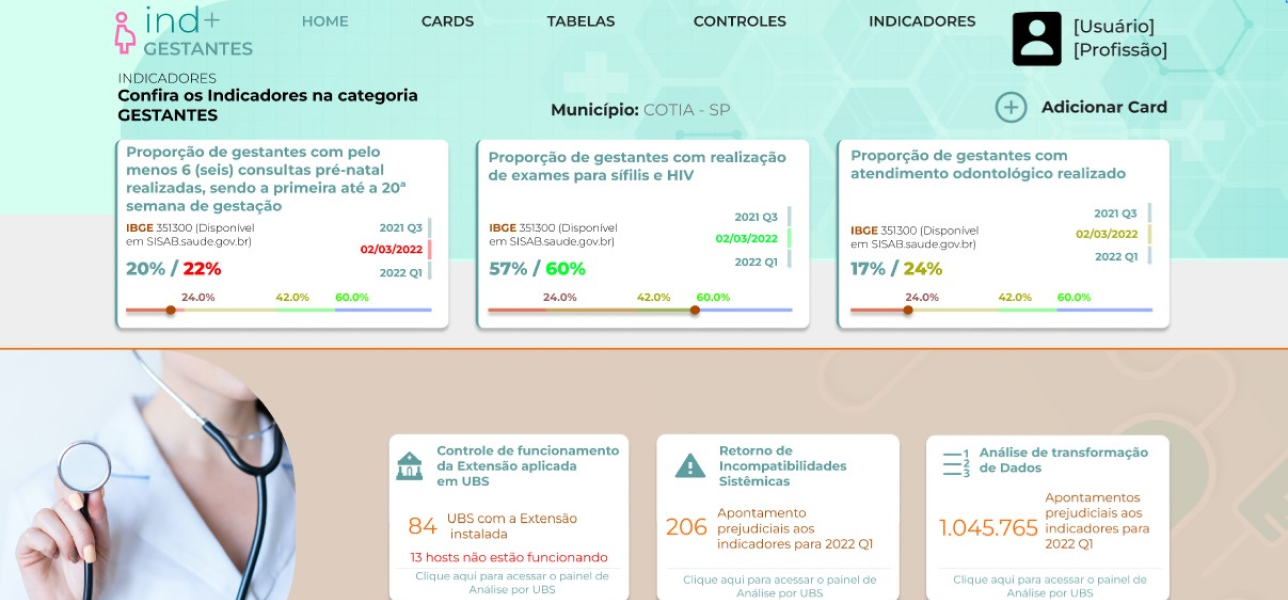 ind+
GESTANTES
HOME
CARDS
TABELAS
CONTROLES
INDICADORES
[Usuário]
[Profissão]
INDICADORES
Confira os Indicadores na categoria
GESTANTES
Município: COTIA - SP
Adicionar Card
Proporção de gestantes com pelo
menos 6 (seis) consultas pré-natal
realizadas, sendo a primeira até a 20ª
semana de gestação
IBGE 351300 (Disponível
em SISAB.saude.gov.br)
2021 Q3
02/03/2022
2022 Q1
20% / 22%
24.0%
42.0%
60.0%
Proporção de gestantes com realização
de exames para sífilis e HIV
IBGE 351300 (Disponível
em SISAB.saude.gov.br)
2021 Q3
02/03/2022
2022 Q1
57% / 60%
24.0%
42.0%
60.0%
Proporção de gestantes com
atendimento odontológico realizado
IBGE 351300 (Disponível
em SISAB.saude.gov.br)
2021 Q3
02/03/2022
2022 Q1
17% / 24%
24.0%
42.0%
60.0%
Controle de funcionamento
da Extensão aplicada
em UBS
84
UBS com a Extensão
instalada
13 hosts não estão funcionando
Clique aqui para acessar o painel de
Análise por UBS
Retorno de
Incompatibilidades
Sistêmicas
206
Apontamento
prejudiciais aos
indicadores para 2022 Q1
Clique aqui para acessar o painel de
Análise por UBS
1
2
3
Análise de transformação
de Dados
1.045.765
Apontamentos
prejudiciais aos
indicadores para
2022 Q1
Clique aqui para acessar o painel de
Análise por UBS